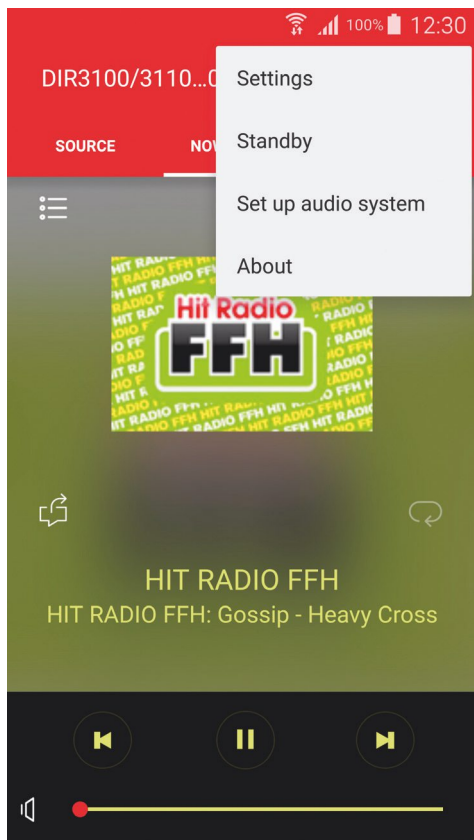 100% 12:30
DIR3100/3110...0
Settings
Standby
SOURCE
NO
Set up audio system
About
Hit Radio
FFH
HIT RADIO FFH
HIT RADIO FFH: Gossip - Heavy Cross